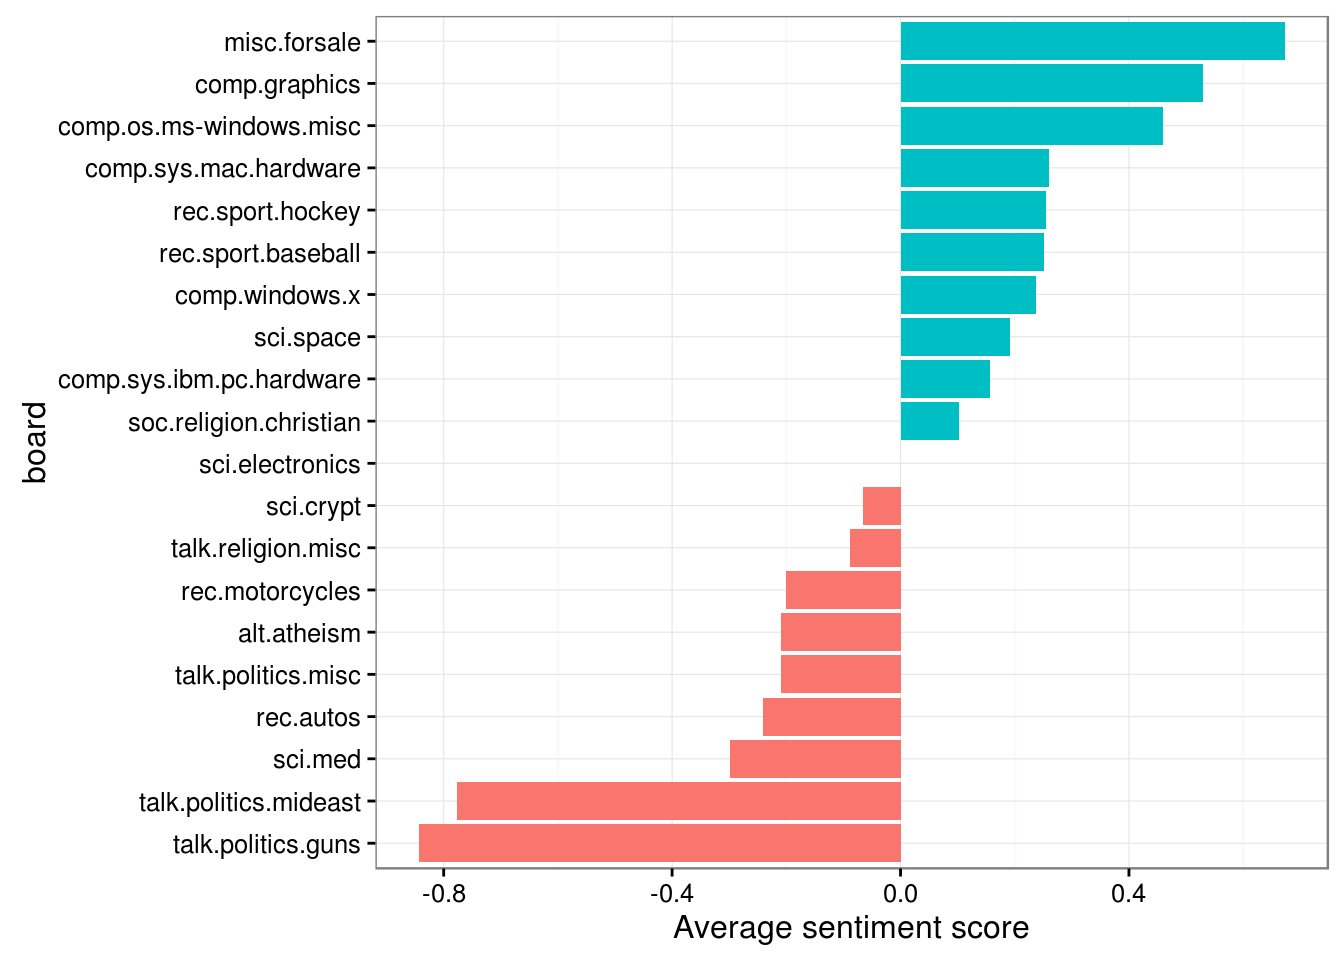 misc.forsale
comp.graphics
comp.os.ms-windows.misc
comp.sys.mac.hardware
rec.sport.hockey
rec.sport.baseball
comp.windows.x
sci.space
comp.sys.ibm.pc.hardware
soc.religion.christian
sci.electronics
sci.crypt
talk.religion.misc
rec.motorcycles
alt.atheism
talk.politics.misc
rec.autos
sci.med
talk.politics.mideast
talk.politics.guns
board
-0.8 -0.4 0.0 0.4
Average sentiment score